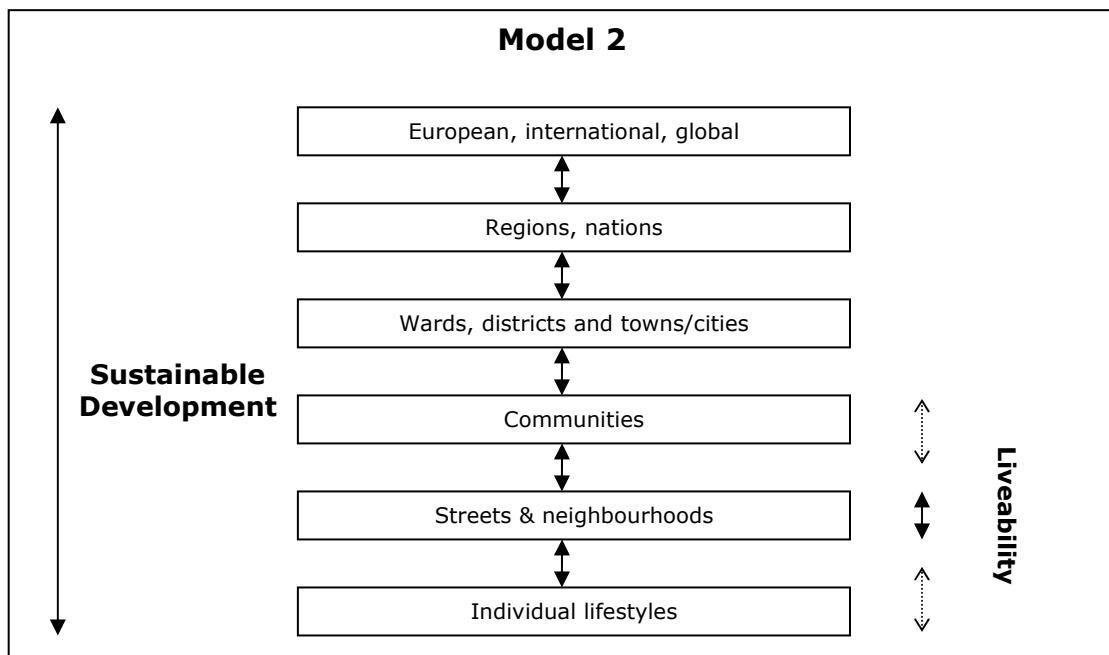 Model 2
European, international, global
Regions, nations
Wards, districts and towns/cities
Sustainable
Development
Communities
Streets & neighbourhoods
Individual lifestyles
Liveability